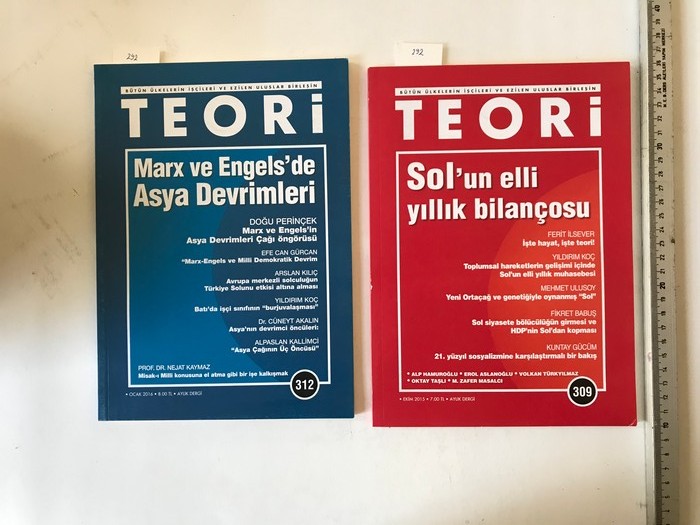 292
BÜTÜN ÜLKELERİN İŞÇİLERİ VE EZİLEN ULUSLAR BİRLEŞİN
TEORi
Marx ve Engels'de
Asya Devrimleri
DOĞU PERİNÇEK
Marx ve Engels'in
Asya Devrimleri Çağı öngörüsü
EFE CAN GÜRCAN
"Marx-Engels ve Milli Demokratik Devrim
ARSLAN KILIÇ
Avrupa merkezli solculuğun
Türkiye Solunu etkisi altına alması
YILDIRIM KOÇ
Batı'da işçi sınıfının "burjuvalaşması"
Dr. CÜNEYT AKALIN
Asya'nın devrimci öncüleri:
ALPASLAN KALLİMCİ
"Asya Çağının Üç Öncüsü"
PROF. DR. NEJAT KAYMAZ
Misak-ı Milli konusuna el atma gibi bir işe kalkışmak
312
• OCAK 2016 • 8.00 TL • AYLIK DERGİ
292
BÜTÜN ÜLKELERİN İŞÇİLERİ VE EZİLEN ULUSLAR BİRLEŞİN
TEORi
Sol'un elli
yıllık bilançosu
FERİT İLSEVER
İşte hayat, işte teori!
YILDIRIM KOÇ
Toplumsal hareketlerin gelişimi içinde
Sol'un elli yıllık muhasebesi
MEHMET ULUSOY
Yeni Ortaçağ ve genetiğiyle oynanmış "Sol"
FİKRET BABUŞ
Sol siyasete bölücülüğün girmesi ve
HDP'nin Sol'dan kopması
KUNTAY GÜCÜM
21. yüzyıl sosyalizmine karşılaştırmalı bir bakış
* ALP HAMUROĞLU * EROL ASLANOĞLU * VOLKAN TÜRKYILMAZ
* OKTAY TAŞLI * M. ZAFER MASALCI
309
• EKİM 2015 • 7.00 TL • AYLIK DERGİ